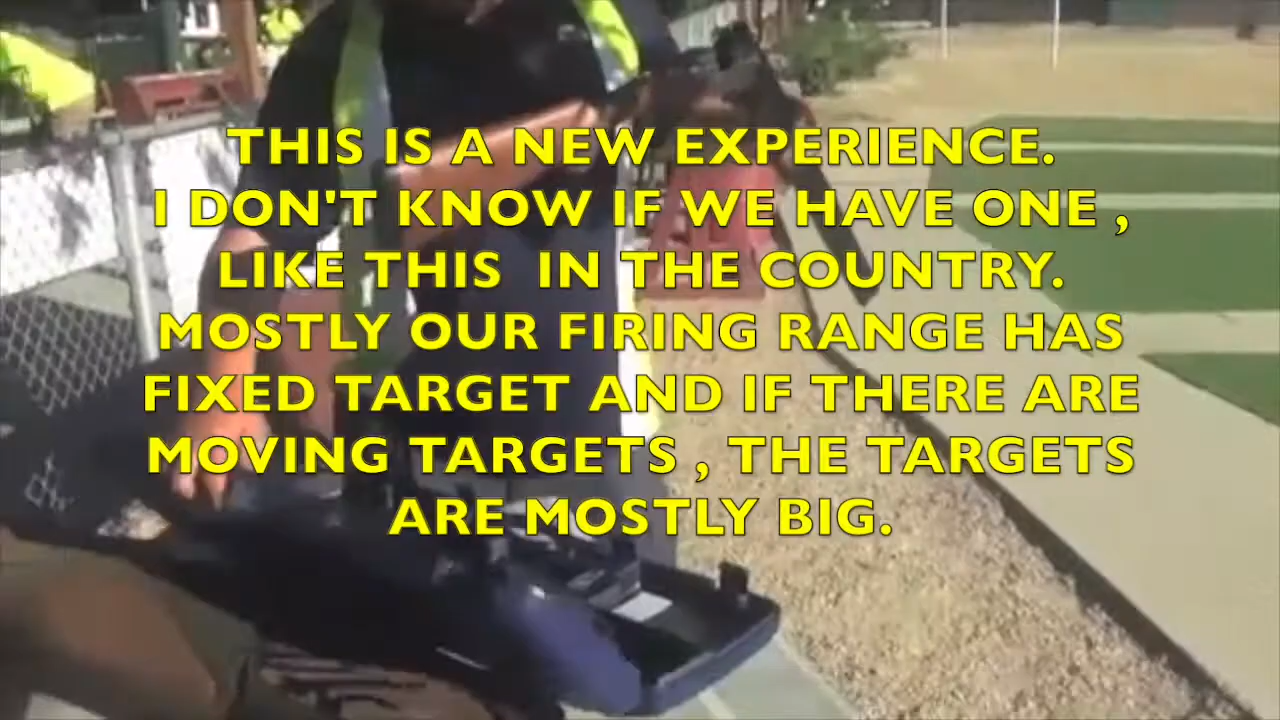 THIS IS A NEW EXPERIENCE.
I DON'T KNOW IF WE HAVE ONE ,
LIKE THIS  IN THE COUNTRY.
MOSTLY OUR FIRING RANGE HAS
FIXED TARGET AND IF THERE ARE
MOVING TARGETS , THE TARGETS
ARE MOSTLY BIG.